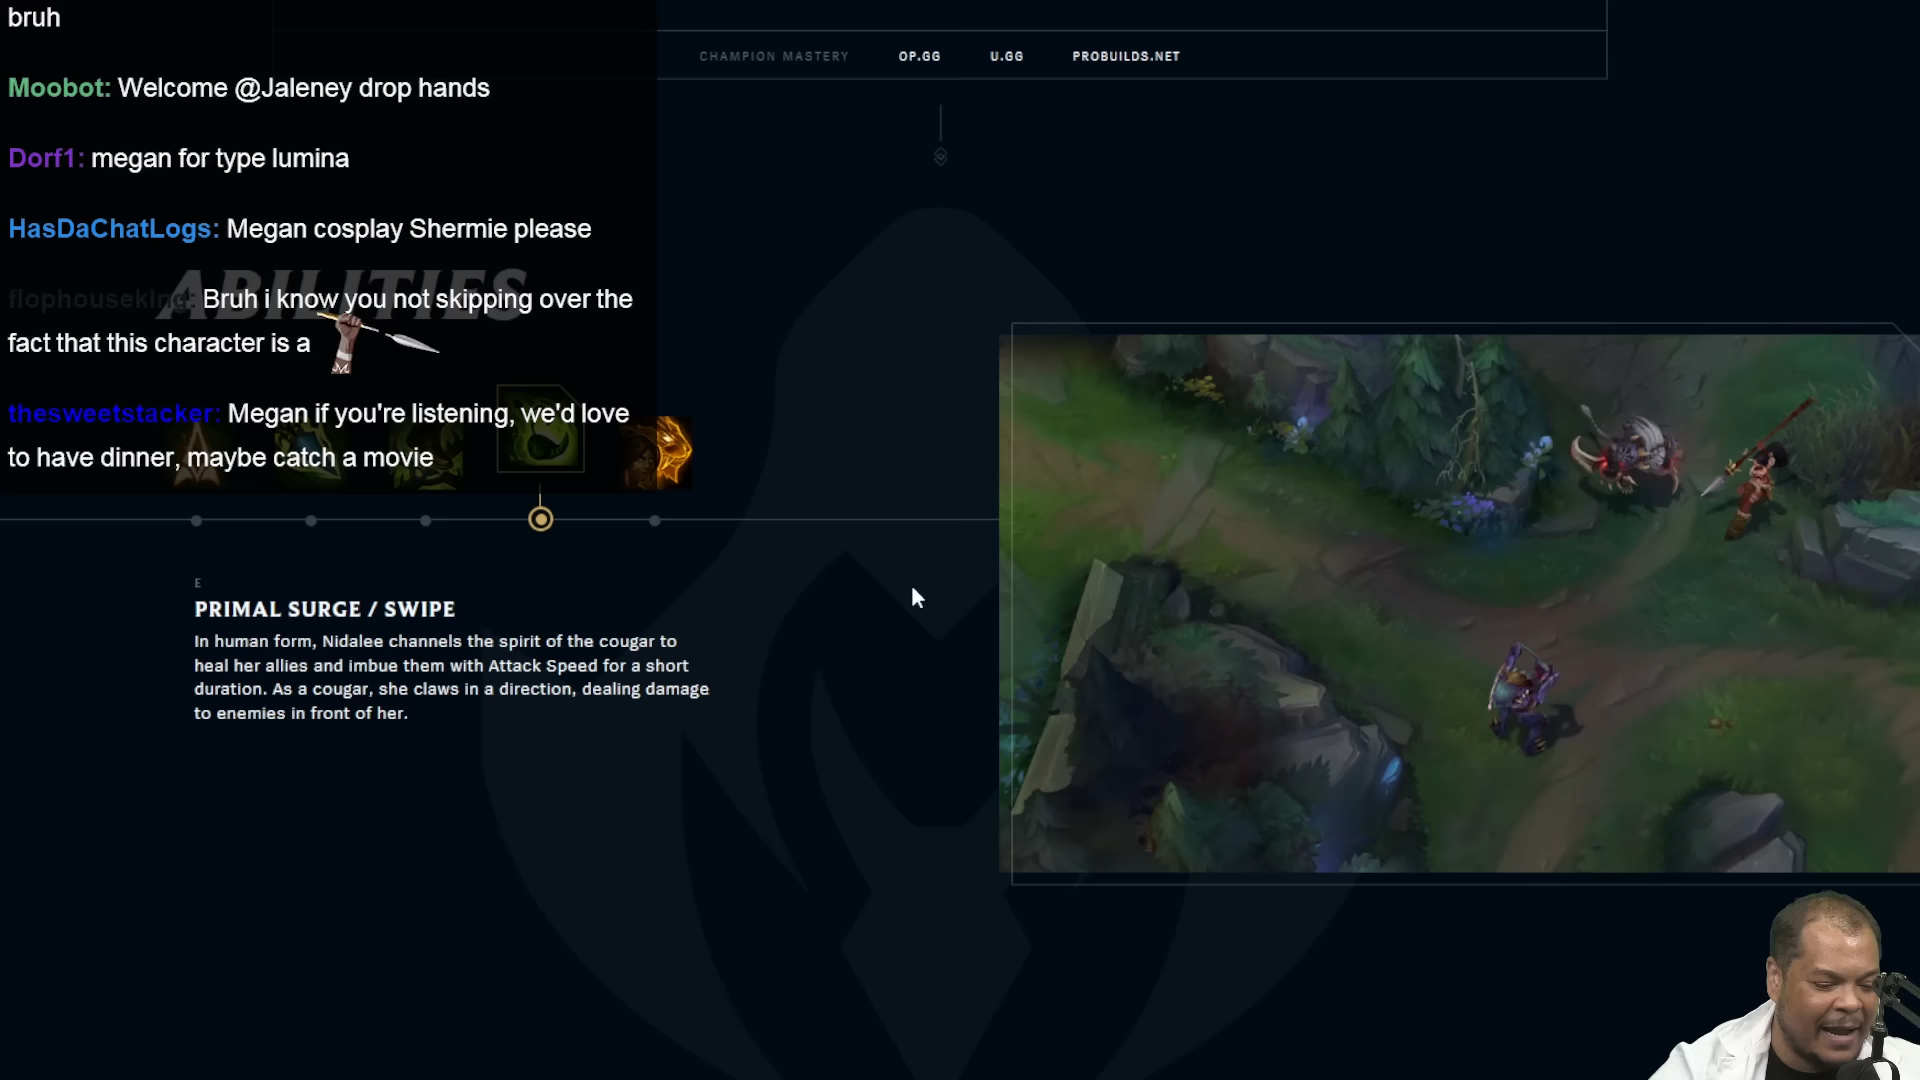 bruh
CHAMPION MASTERY OP.GG U.GG PROBUILDS.NET
Moobot: Welcome @Jaleney drop hands
Dorf1: megan for type lumina
HasDaChatLogs: Megan cosplay Shermie please
ABILITIES
flophouseking: Bruh i know you not skipping over the
fact that this character is a
thesweetstacker: Megan if you're listening, we'd love
to have dinner, maybe catch a movie
E
PRIMAL SURGE / SWIPE
In human form, Nidalee channels the spirit of the cougar to
heal her allies and imbue them with Attack Speed for a short
duration. As a cougar, she claws in a direction, dealing damage
to enemies in front of her.